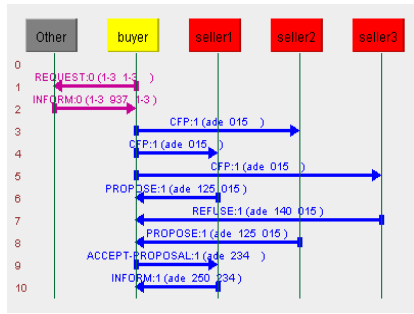 Other buyer seller1 seller2 seller3
0
REQUEST:0 (1-3 1-3 )
1
INFORM:0 (1-3 937 1-3 )
2
CFP:1 (ade 015 )
3
CFP:1 (ade 015 )
4
CFP:1 (ade 015 )
5
PROPOSE:1 (ade 125 015 )
6
REFUSE:1 (ade 140 015 )
7
PROPOSE:1 (ade 125 015 )
8
ACCEPT-PROPOSAL:1 (ade 234 )
9
INFORM:1 (ade 250 234 )
10